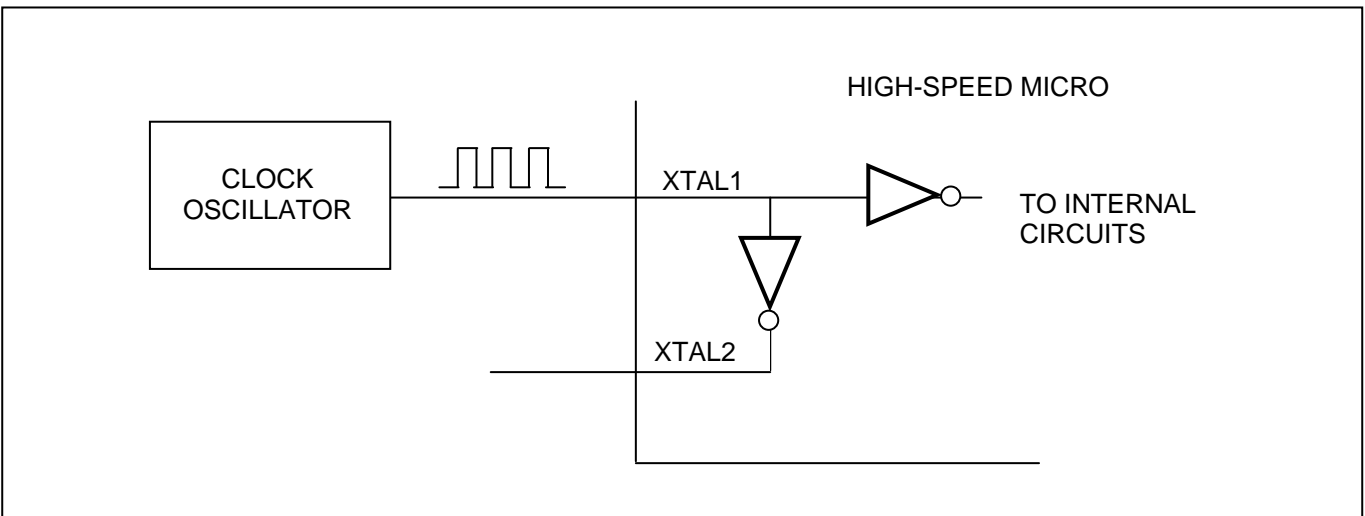 HIGH-SPEED MICRO
CLOCK
OSCILLATOR
XTAL1
TO INTERNAL
CIRCUITS
XTAL2